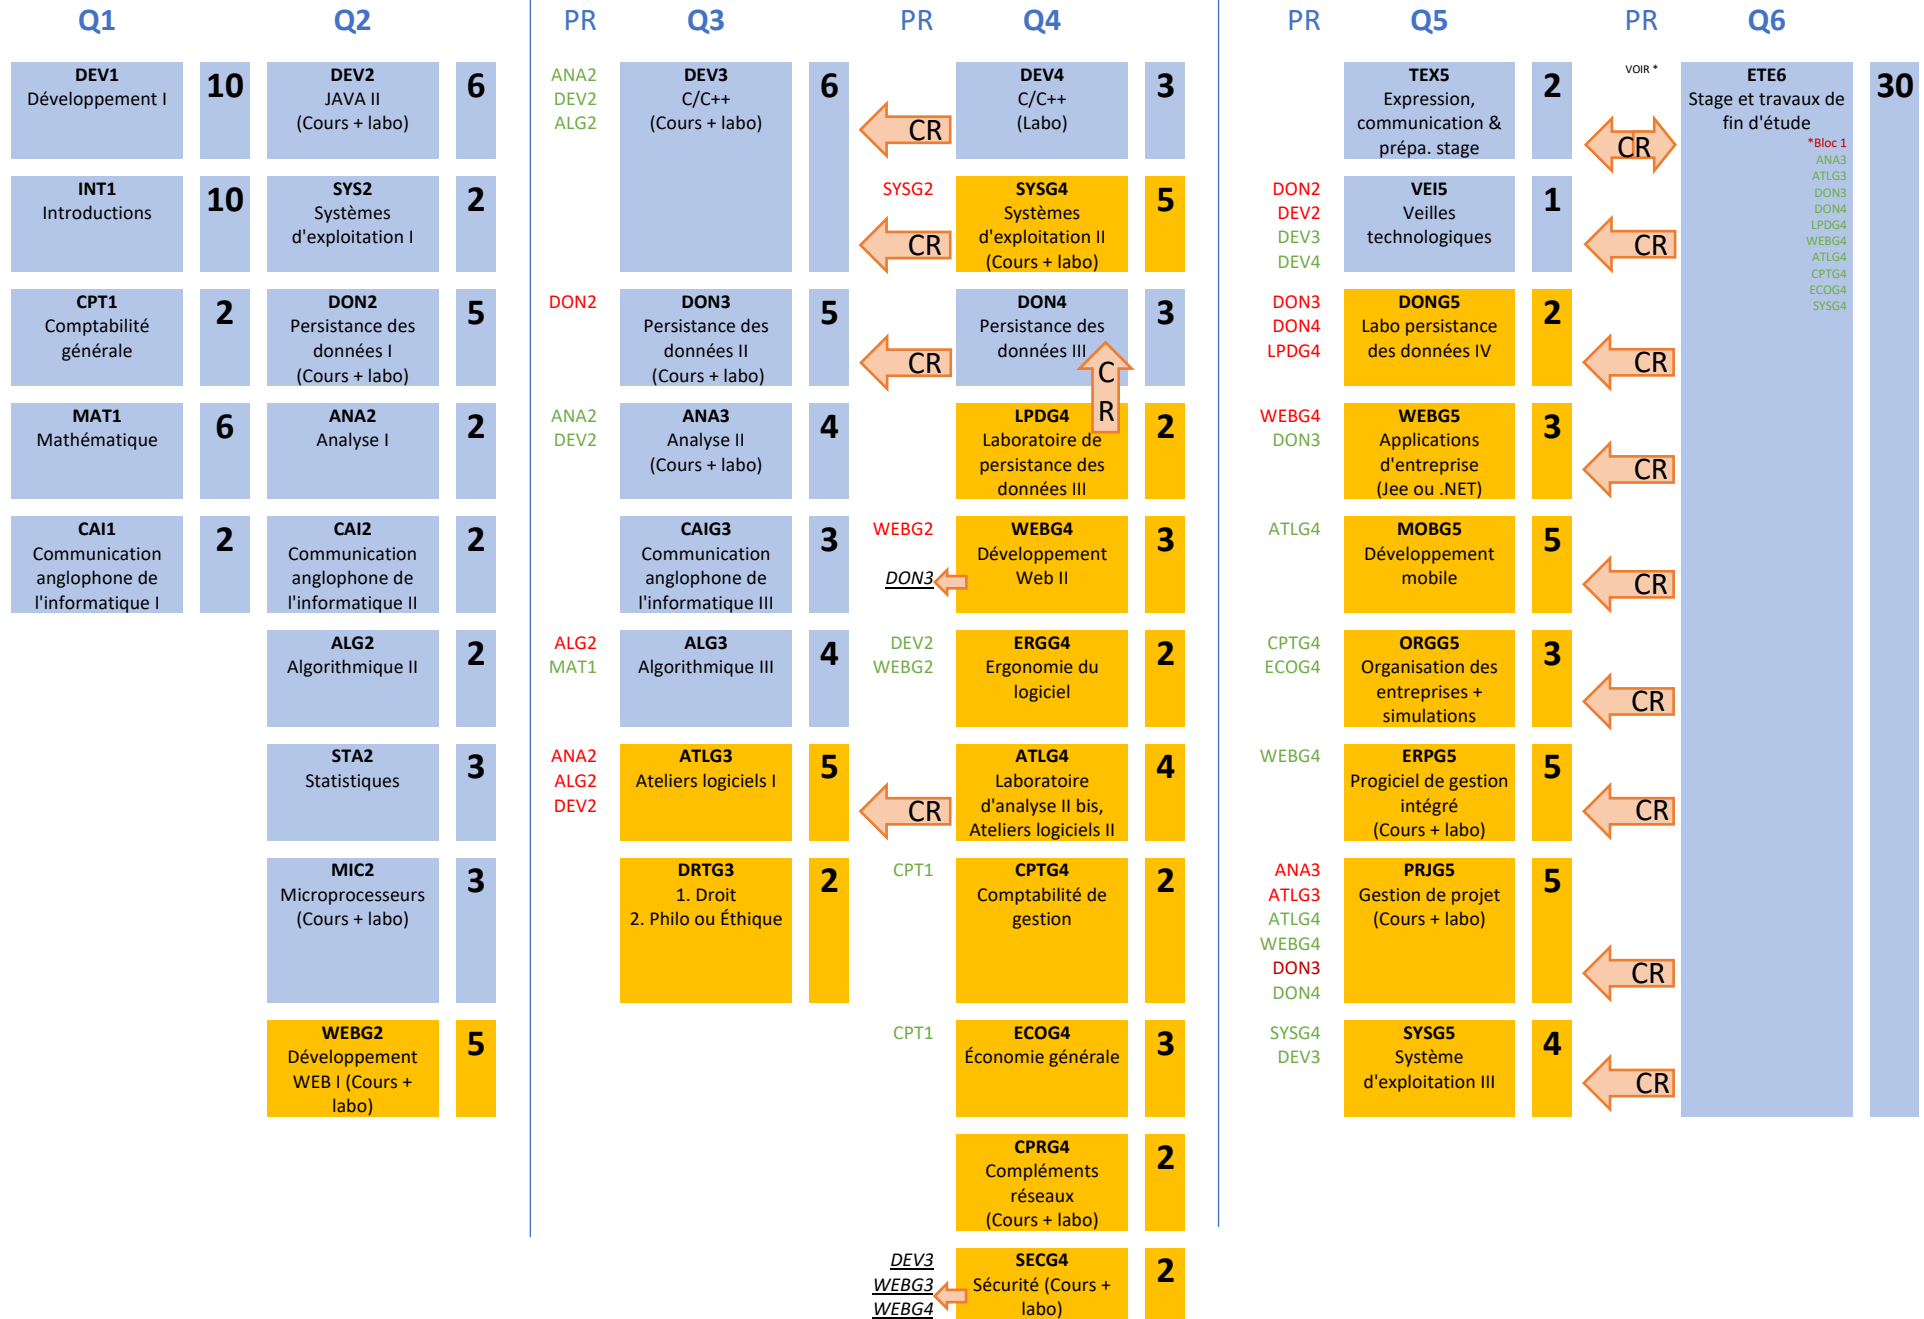 Q1
Q2
PR
Q3
PR
Q4
PR
Q5
PR
Q6
DEV1
Développement I
10
INT1
Introductions
10
CPT1
Comptabilité
générale
2
MAT1
Mathématique
6
CAI1
Communication
anglophone de
l'informatique I
2
DEV2
JAVA II
(Cours + labo)
6
SYS2
Systèmes
d'exploitation I
2
DON2
Persistance des
données I
(Cours + labo)
5
ANA2
Analyse I
2
CAI2
Communication
anglophone de
l'informatique II
2
ALG2
Algorithmique II
2
STA2
Statistiques
3
MIC2
Microprocesseurs
(Cours + labo)
3
WEBG2
Développement
WEB I (Cours +
labo)
5
ANA2
DEV2
ALG2
DEV3
C/C++
(Cours + labo)
6
DON2
DON3
Persistance des
données II
(Cours + labo)
5
ANA2
DEV2
ANA3
Analyse II
(Cours + labo)
4
CAIG3
Communication
anglophone de
l'informatique III
3
ALG2
MAT1
ALG3
Algorithmique III
4
ANA2
ALG2
DEV2
ATLG3
Ateliers logiciels I
5
DRTG3
1. Droit
2. Philo ou Éthique
2
CR
DEV4
C/C++
(Labo)
3
SYSG2
CR
SYSG4
Systèmes
d'exploitation II
(Cours + labo)
5
CR
DON4
Persistance des
données III
3
C
R
LPDG4
Laboratoire de
persistance des
données III
2
WEBG2
DON3
WEBG4
Développement
Web II
3
DEV2
WEBG2
ERGG4
Ergonomie du
logiciel
2
CR
ATLG4
Laboratoire
d'analyse II bis,
Ateliers logiciels II
4
CPT1
CPTG4
Comptabilité de
gestion
2
CPT1
ECOG4
Économie générale
3
CPRG4
Compléments
réseaux
(Cours + labo)
2
DEV3
WEBG3
WEBG4
SECG4
Sécurité (Cours +
labo)
2
TEX5
Expression,
communication &
prépa. stage
2
CR
DON2
DEV2
DEV3
DEV4
VEI5
Veilles
technologiques
1
CR
DON3
DON4
LPDG4
DONG5
Labo persistance
des données IV
2
CR
WEBG4
DON3
WEBG5
Applications
d'entreprise
(Jee ou .NET)
3
CR
ATLG4
MOBG5
Développement
mobile
5
CR
CPTG4
ECOG4
ORGG5
Organisation des
entreprises +
simulations
3
CR
WEBG4
ERPG5
Progiciel de gestion
intégré
(Cours + labo)
5
CR
ANA3
ATLG3
ATLG4
WEBG4
DON3
DON4
PRJG5
Gestion de projet
(Cours + labo)
5
CR
SYSG4
DEV3
SYSG5
Système
d'exploitation III
4
CR
VOIR *
ETE6
Stage et travaux de
fin d'étude
30
*Bloc 1
ANA3
ATLG3
DON3
DON4
LPDG4
WEBG4
ATLG4
CPTG4
ECOG4
SYSG4